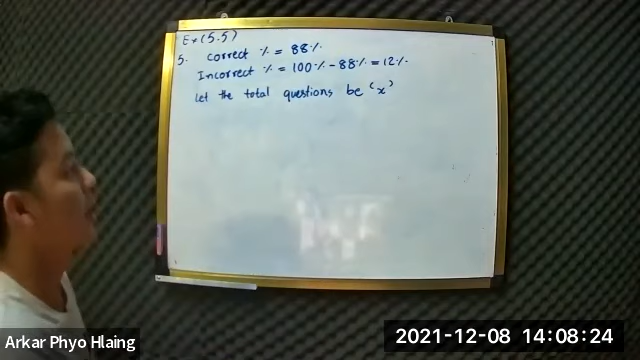 Ex (5.5)
5. Correct % = 88%
Incorrect % = 100% - 88% = 12%
Let the total questions be 'x'
Arkar Phyo Hlaing
2021-12-08 14:08:24